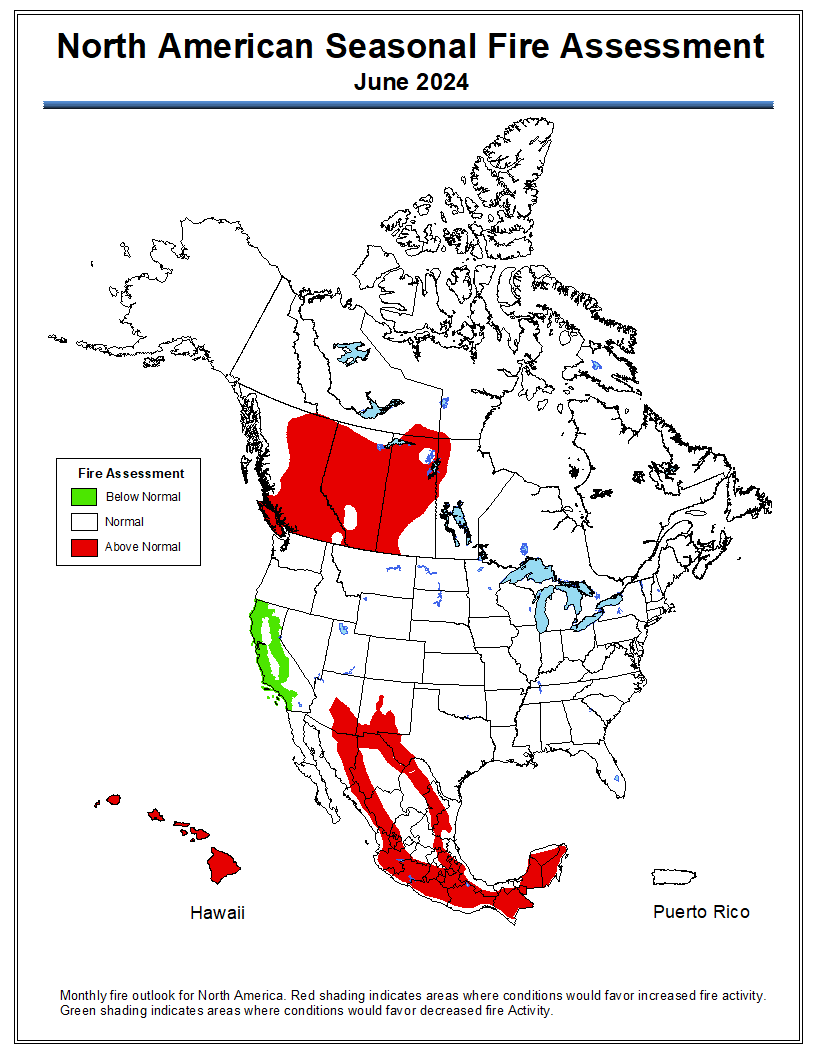 North American Seasonal Fire Assessment
June 2024
Fire Assessment
Below Normal
Normal
Above Normal
Hawaii
Puerto Rico
Monthly fire outlook for North America. Red shading indicates areas where conditions would favor increased fire activity.
Green shading indicates areas where conditions would favor decreased fire Activity.